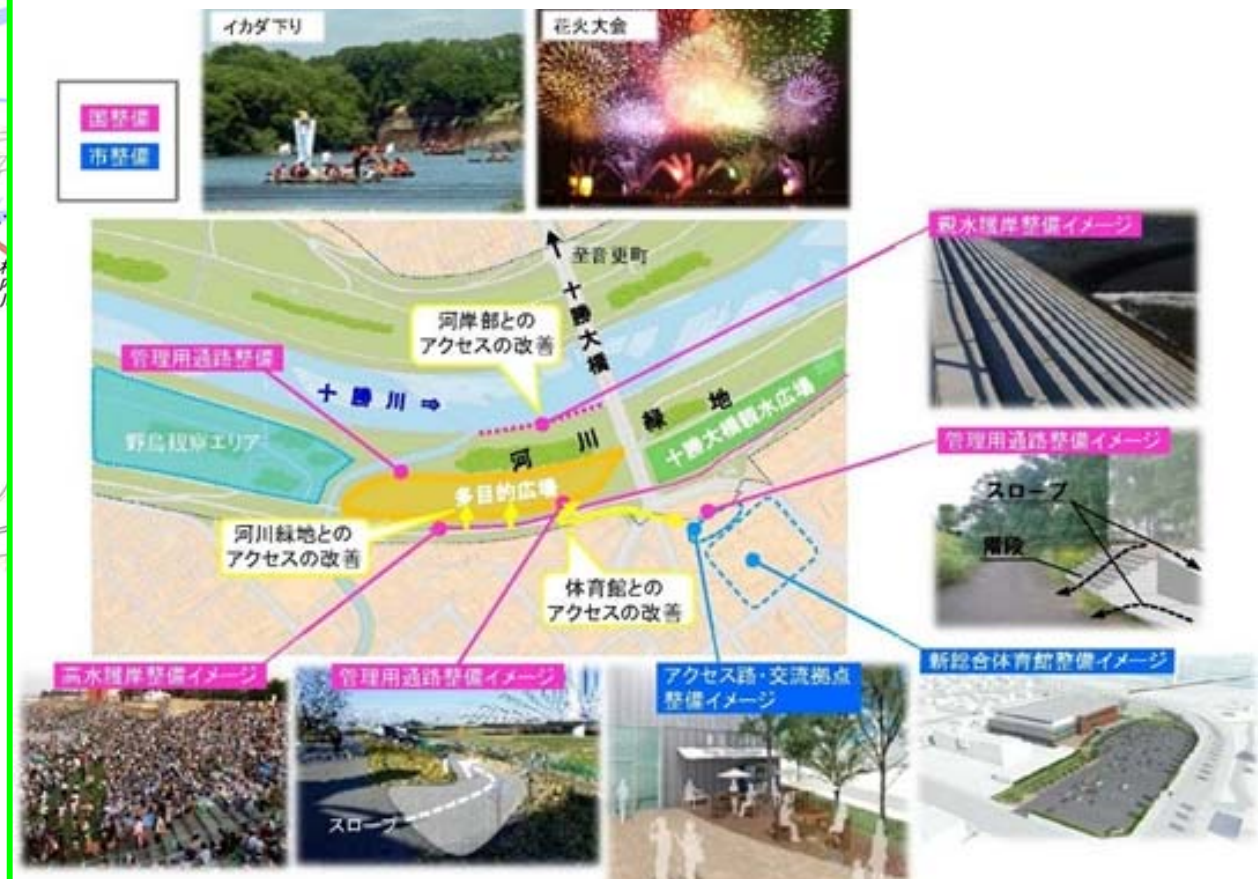 イカダ下り
花火大会
国整備
市整備
親水護岸整備イメージ
至音更町
十勝大橋
河岸部との
アクセスの改善
管理用通路整備
十勝川⇒
野鳥観察エリア
河川緑地
十勝大橋親水広場
多目的広場
管理用通路整備イメージ
スロープ
階段
河川緑地との
アクセスの改善
体育館との
アクセスの改善
高水護岸整備イメージ
管理用通路整備イメージ
アクセス路・交流拠点
整備イメージ
新総合体育館整備イメージ
スロープ